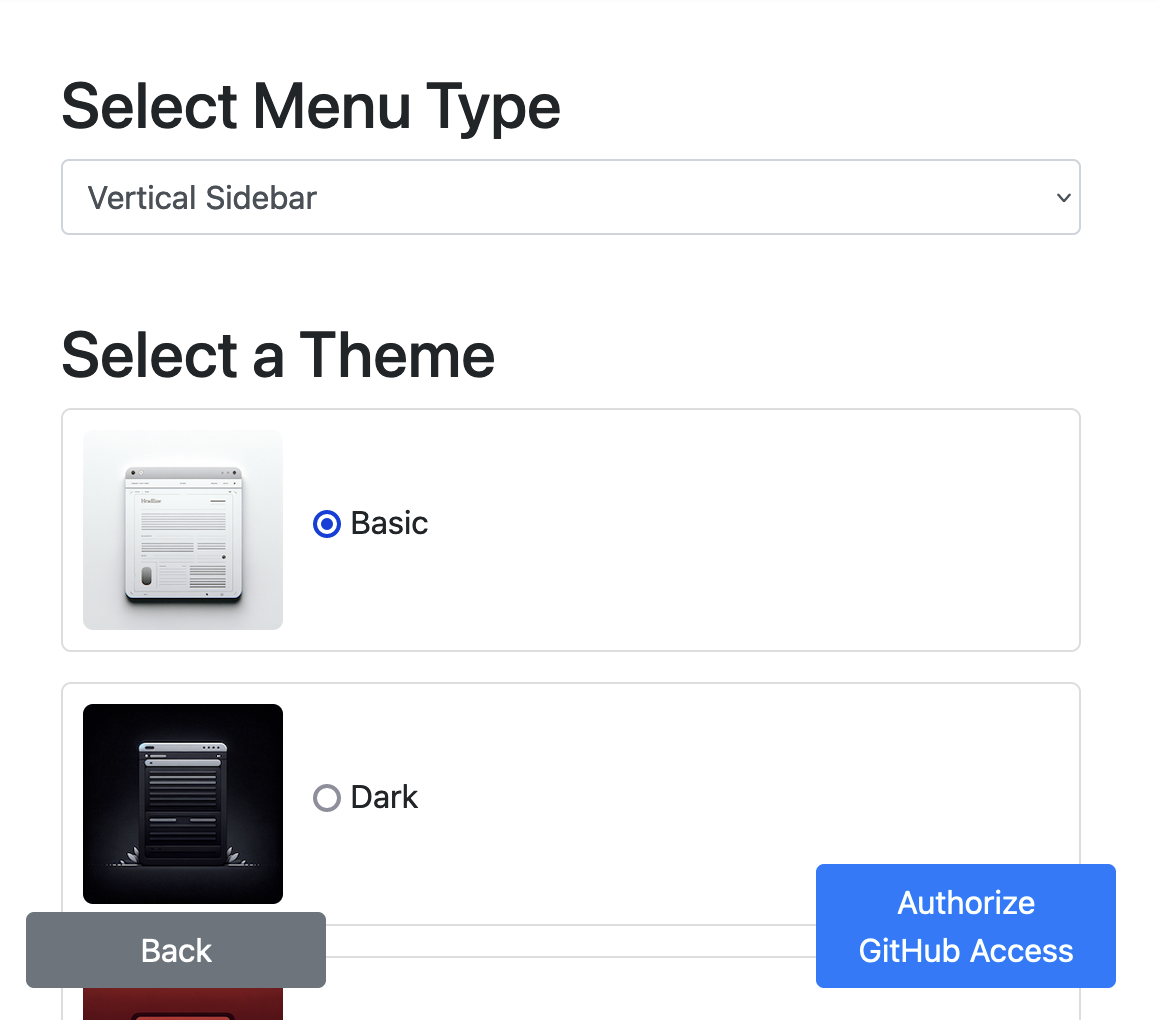 Select Menu Type
Vertical Sidebar
Select a Theme
Headline
Basic
Dark
Back
Authorize
GitHub Access